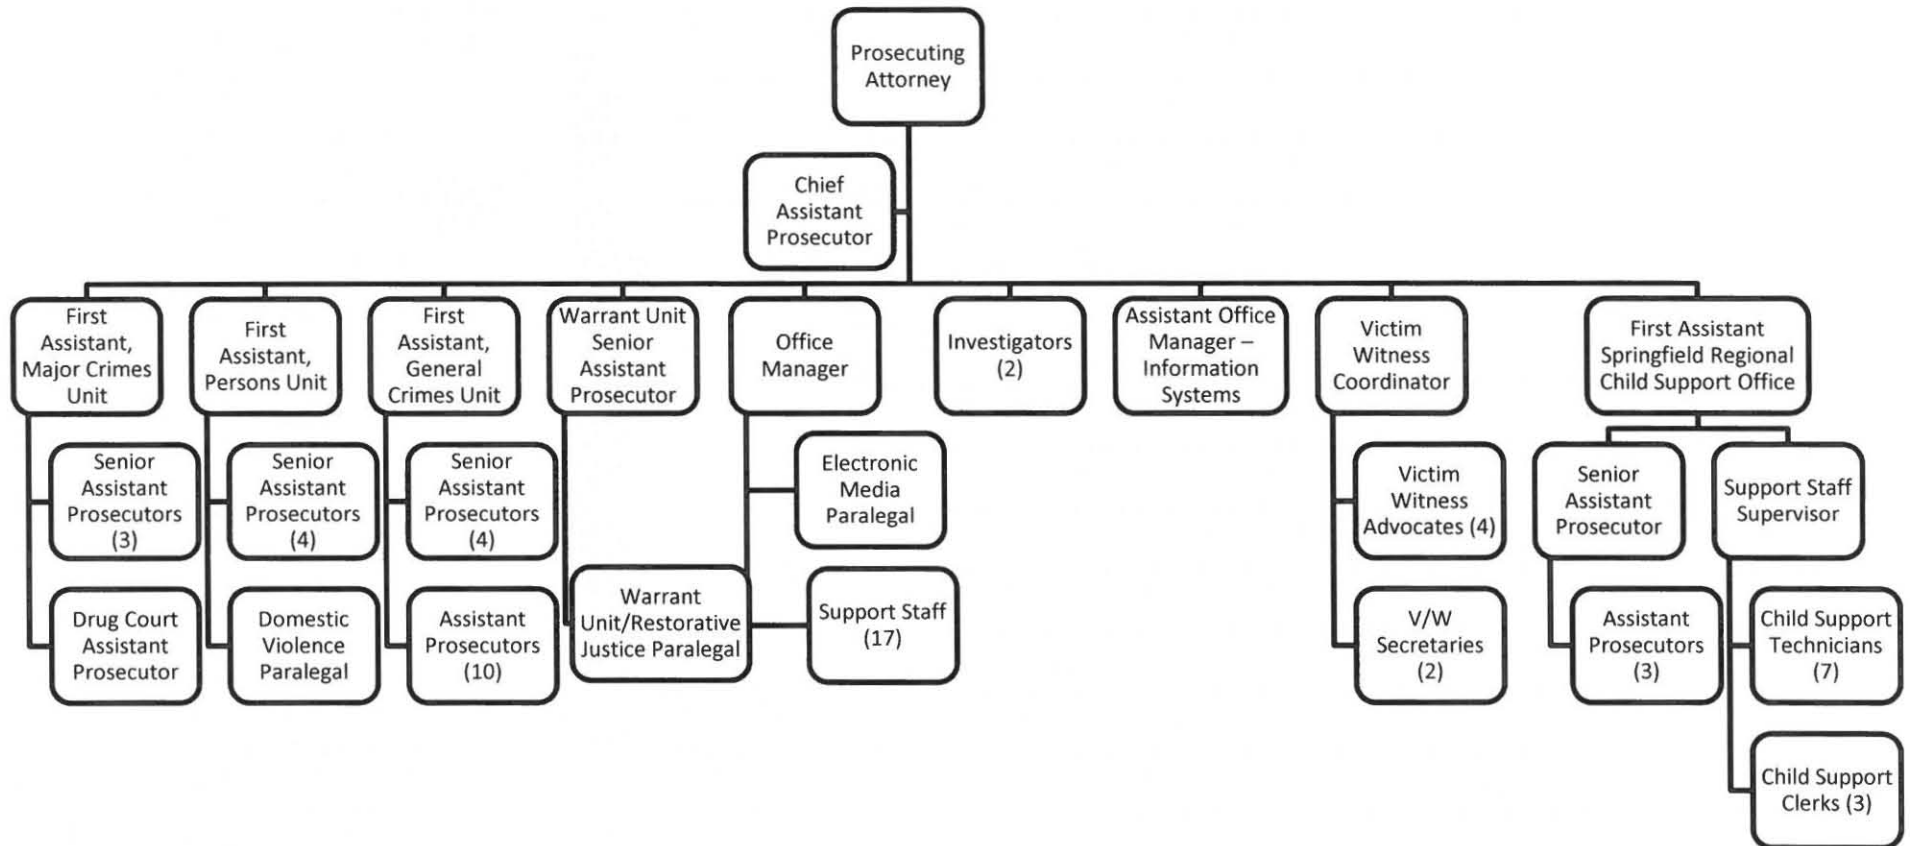 Prosecuting
Attorney
Chief
Assistant
Prosecutor
First
Assistant,
Major Crimes
Unit
First
Assistant,
Persons Unit
First
Assistant,
General
Crimes Unit
Warrant Unit
Senior
Assistant
Prosecutor
Office
Manager
Investigators
(2)
Assistant Office
Manager –
Information
Systems
Victim
Witness
Coordinator
First Assistant
Springfield Regional
Child Support Office
Senior
Assistant
Prosecutors
(3)
Senior
Assistant
Prosecutors
(4)
Senior
Assistant
Prosecutors
(4)
Electronic
Media
Paralegal
Victim
Witness
Advocates (4)
Senior
Assistant
Prosecutor
Support Staff
Supervisor
Drug Court
Assistant
Prosecutor
Domestic
Violence
Paralegal
Assistant
Prosecutors
(10)
Warrant
Unit/Restorative
Justice Paralegal
Support Staff
(17)
V/W
Secretaries
(2)
Assistant
Prosecutors
(3)
Child Support
Technicians
(7)
Child Support
Clerks (3)